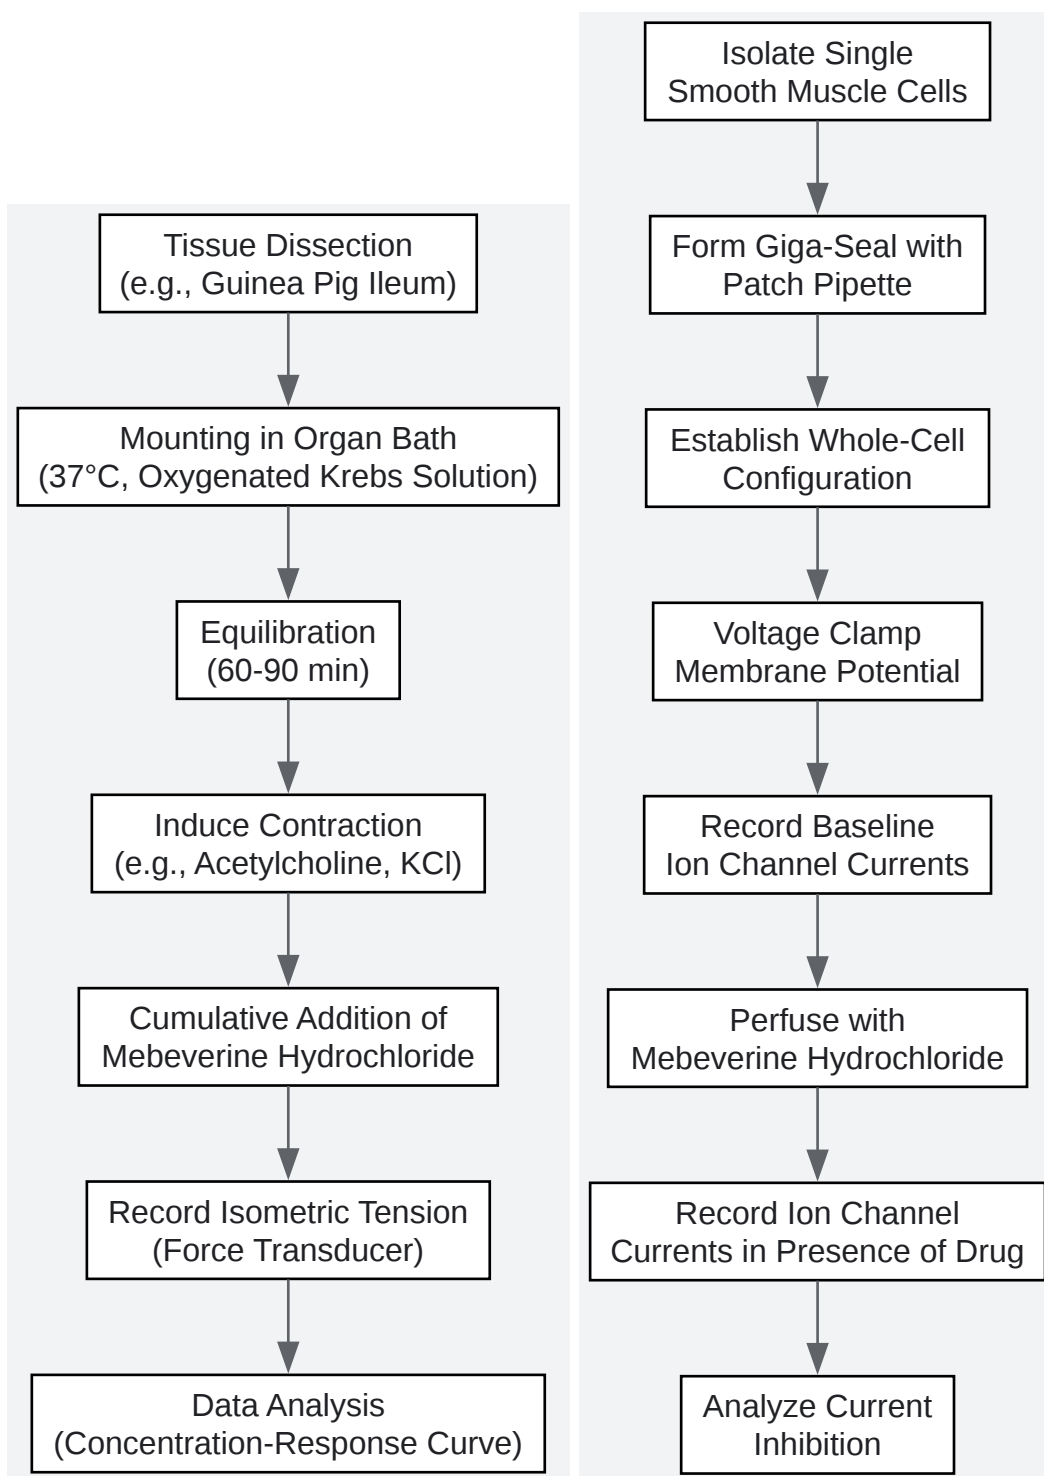 Tissue Dissection
(e.g., Guinea Pig Ileum)
Mounting in Organ Bath
(37°C, Oxygenated Krebs Solution)
Equilibration
(60-90 min)
Induce Contraction
(e.g., Acetylcholine, KCl)
Cumulative Addition of
Mebeverine Hydrochloride
Record Isometric Tension
(Force Transducer)
Data Analysis
(Concentration-Response Curve)
Isolate Single
Smooth Muscle Cells
Form Giga-Seal with
Patch Pipette
Establish Whole-Cell
Configuration
Voltage Clamp
Membrane Potential
Record Baseline
Ion Channel Currents
Perfuse with
Mebeverine Hydrochloride
Record Ion Channel
Currents in Presence of Drug
Analyze Current
Inhibition